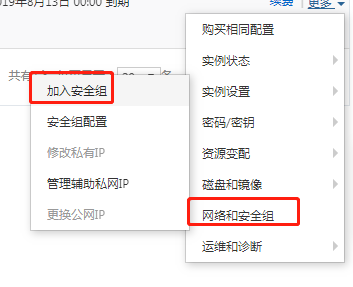 019年8月13日 00:00 到期
续费
更多
购买相同配置
实例状态
实例设置
密码/密钥
资源变配
磁盘和镜像
网络和安全组
运维和诊断
共有
条
加入安全组
安全组配置
修改私有IP
管理辅助私网IP
更换公网IP